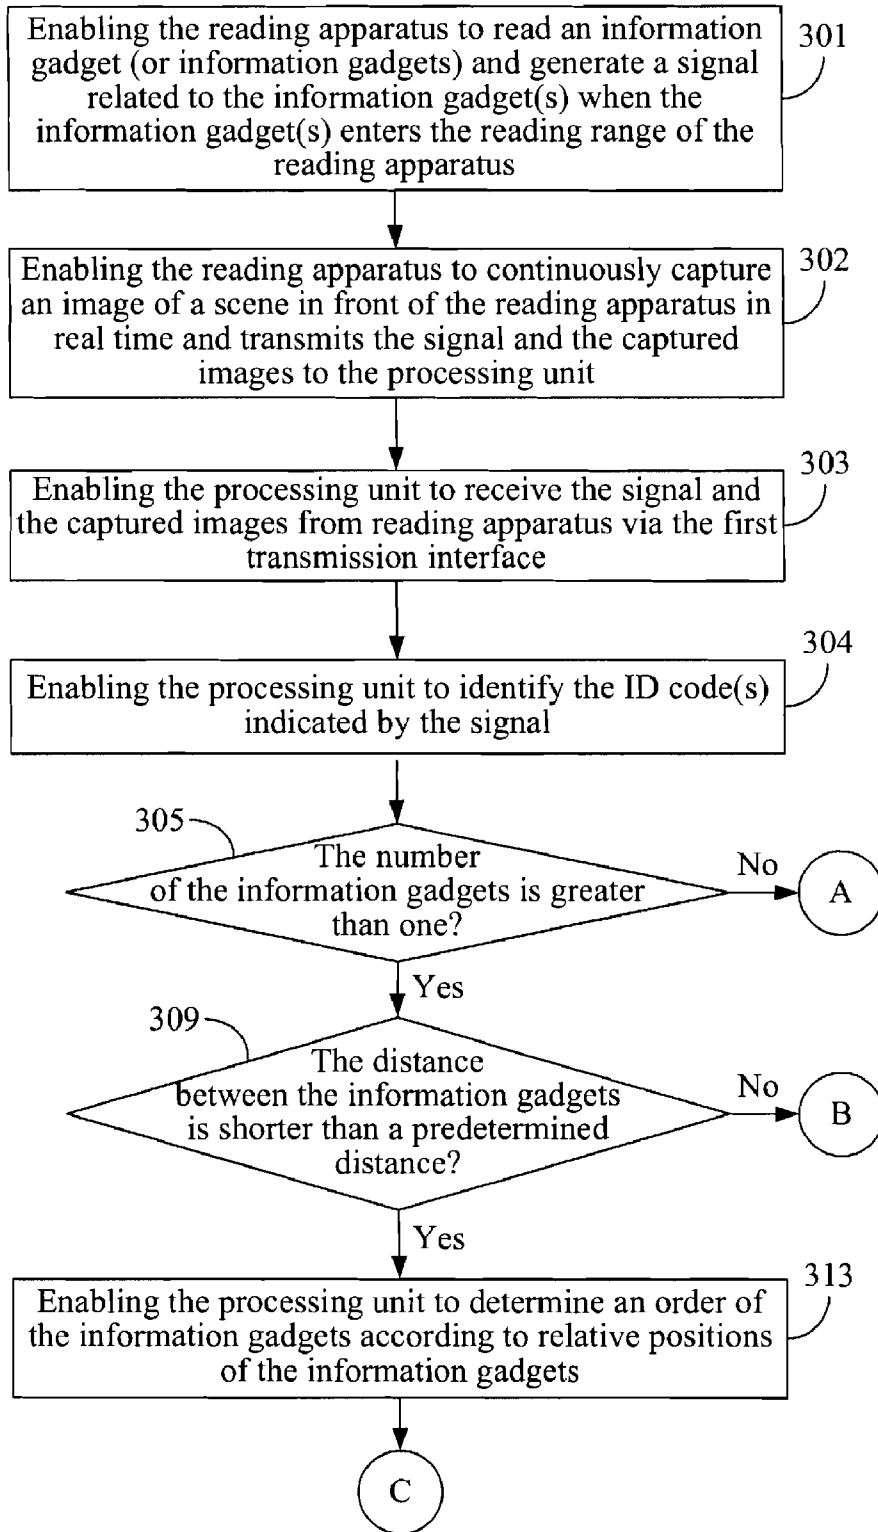 Enabling the reading apparatus to read an information
gadget (or information gadgets) and generate a signal
related to the information gadget(s) when the
information gadget(s) enters the reading range of the
reading apparatus
301
Enabling the reading apparatus to continuously capture
an image of a scene in front of the reading apparatus in
real time and transmits the signal and the captured
images to the processing unit
302
Enabling the processing unit to receive the signal and
the captured images from reading apparatus via the first
transmission interface
303
Enabling the processing unit to identify the ID code(s)
indicated by the signal
304
305
The number
of the information gadgets is greater
than one?
No
A
Yes
309
The distance
between the information gadgets
is shorter than a predetermined
distance?
No
B
Yes
313
Enabling the processing unit to determine an order of
the information gadgets according to relative positions
of the information gadgets
C